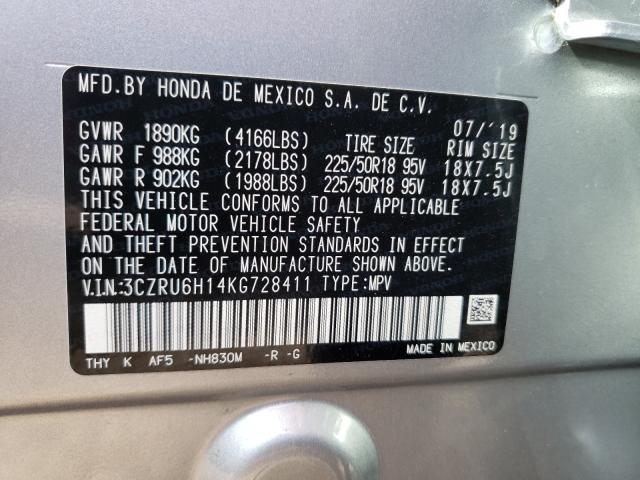 MFD.BY HONDA DE MEXICO S.A. DE C.V.
07/'19
GVWR 1890KG (4166LBS) TIRE SIZE RIM SIZE
GAWR F 988KG (2178LBS) 225/50R18 95V 18X7.5J
GAWR R 902KG (1988LBS) 225/50R18 95V 18X7.5J
THIS VEHICLE CONFORMS TO ALL APPLICABLE
FEDERAL MOTOR VEHICLE SAFETY
AND THEFT PREVENTION STANDARDS IN EFFECT
ON THE DATE OF MANUFACTURE SHOWN ABOVE.
V.I.N:3CZRU6H14KG728411 TYPE:MPV
THY K AF5 -NH830M -R -G
MADE IN MEXICO